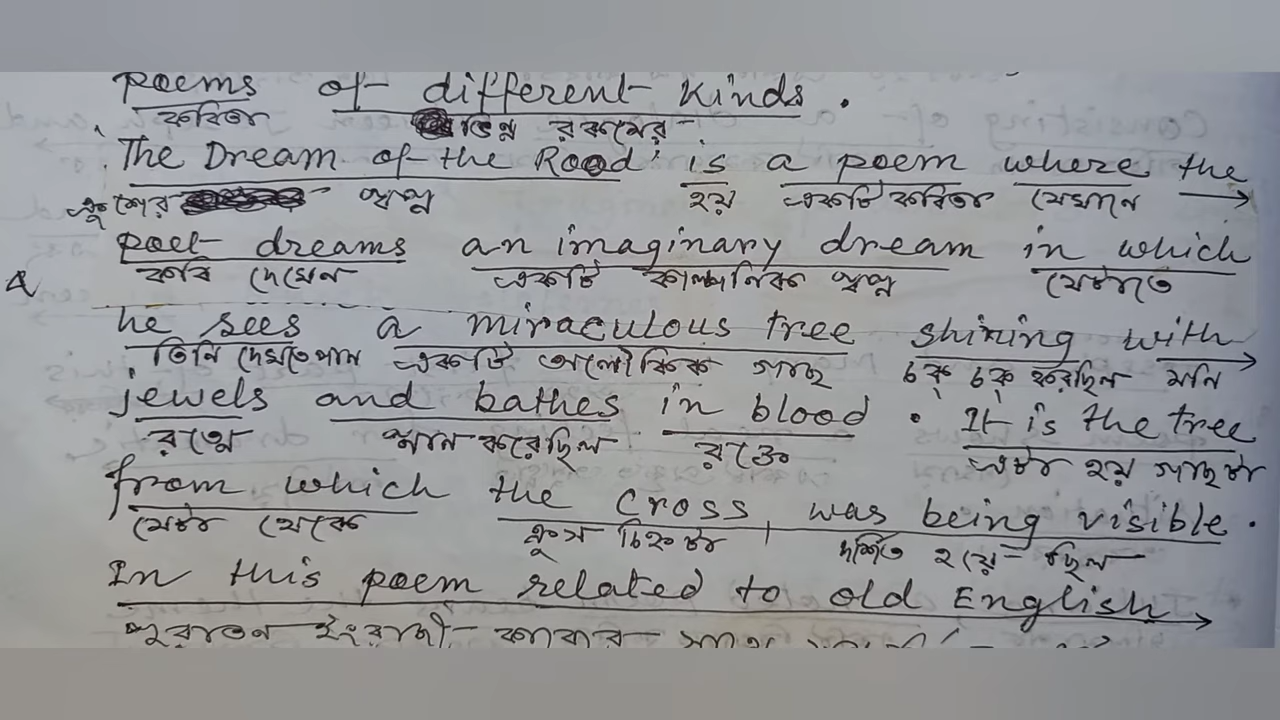 poems of different kinds.
কবিতা ভিন্ন রকমের
'The Dream of the Rood' is a poem where the
ক্রুশের স্বপ্ন হয় একটি কবিতা যেখানে
poet dreams an imaginary dream in which
কবি দেখেন একটি কাল্পনিক স্বপ্ন যেটাতে
he sees a miraculous tree shining with
তিনি দেখতে পান একটি অলৌকিক গাছ চক্ চক্ করছিল মনি
jewels and bathes in blood. It is the tree
রত্নে স্নান করেছিল রক্তে এটা হয় গাছটা
from which the cross was being visible.
যেটা থেকে ক্রুস চিহ্নটা দর্শিত হয়ে ছিল
In this poem related to old English
পুরাতন ইংরাজী কাব্যের